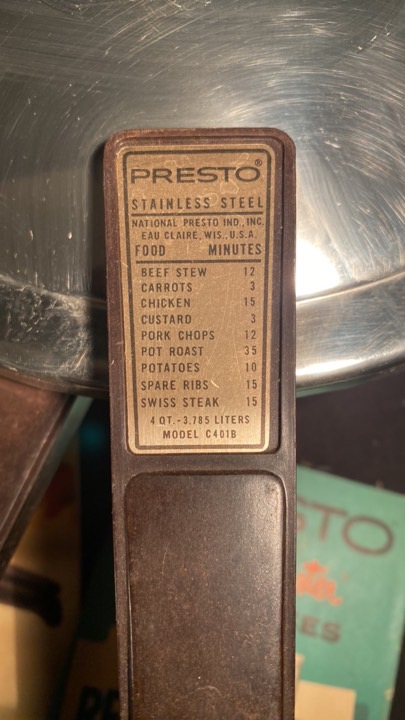 PRESTO®
STAINLESS STEEL
NATIONAL PRESTO IND., INC.
EAU CLAIRE, WIS., U.S.A.
FOOD MINUTES
BEEF STEW 12
CARROTS 3
CHICKEN 15
CUSTARD 3
PORK CHOPS 12
POT ROAST 35
POTATOES 10
SPARE RIBS 15
SWISS STEAK 15
4 QT.-3.785 LITERS
MODEL C401B
STO
ES